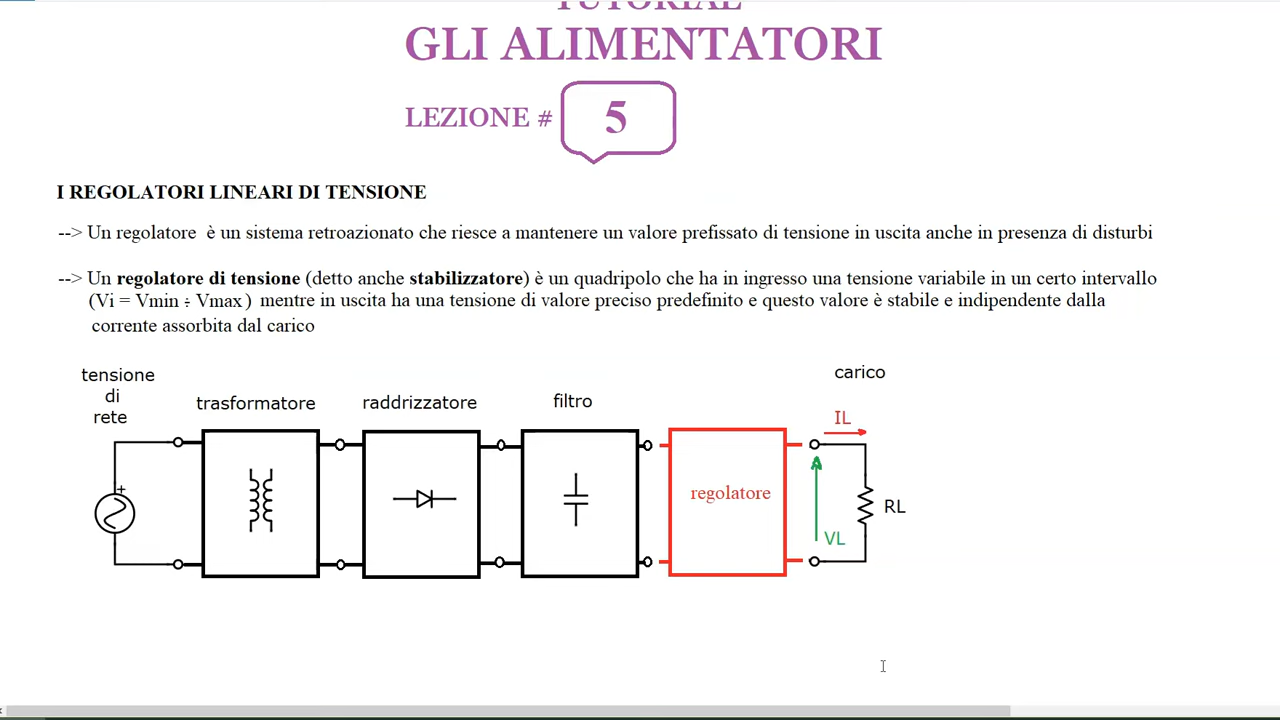 TUTORIAL
GLI ALIMENTATORI
LEZIONE # 5
I REGOLATORI LINEARI DI TENSIONE
--> Un regolatore è un sistema retroazionato che riesce a mantenere un valore prefissato di tensione in uscita anche in presenza di disturbi
--> Un regolatore di tensione (detto anche stabilizzatore) è un quadripolo che ha in ingresso una tensione variabile in un certo intervallo
(Vi = Vmin ÷ Vmax ) mentre in uscita ha una tensione di valore preciso predefinito e questo valore è stabile e indipendente dalla
corrente assorbita dal carico
tensione
di
rete
trasformatore
raddrizzatore
filtro
carico
IL
+
regolatore
RL
VL